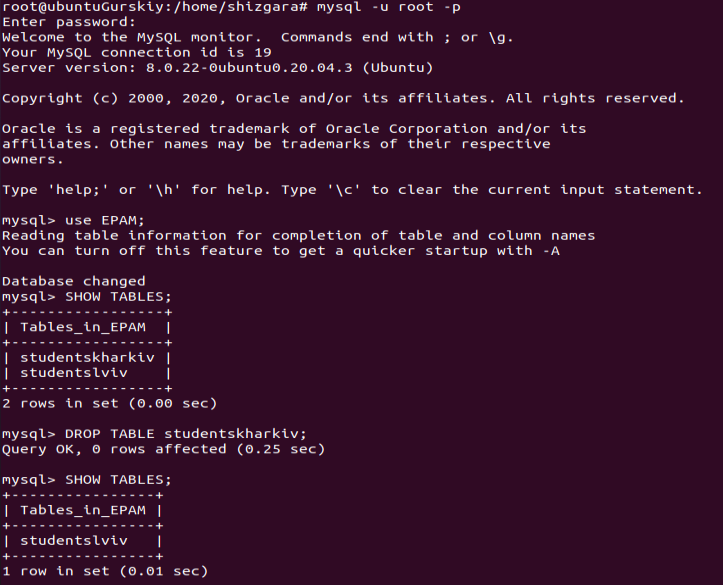 root@ubuntuGurskiy:/home/shizgara# mysql -u root -p
Enter password:
Welcome to the MySQL monitor.  Commands end with ; or \g.
Your MySQL connection id is 19
Server version: 8.0.22-0ubuntu0.20.04.3 (Ubuntu)

Copyright (c) 2000, 2020, Oracle and/or its affiliates. All rights reserved.

Oracle is a registered trademark of Oracle Corporation and/or its
affiliates. Other names may be trademarks of their respective
owners.

Type 'help;' or '\h' for help. Type '\c' to clear the current input statement.

mysql> use EPAM;
Reading table information for completion of table and column names
You can turn off this feature to get a quicker startup with -A

Database changed
mysql> SHOW TABLES;
+-----------------+
| Tables_in_EPAM  |
+-----------------+
| studentskharkiv |
| studentslviv    |
+-----------------+
2 rows in set (0.00 sec)

mysql> DROP TABLE studentskharkiv;
Query OK, 0 rows affected (0.25 sec)

mysql> SHOW TABLES;
+----------------+
| Tables_in_EPAM |
+----------------+
| studentslviv   |
+----------------+
1 row in set (0.01 sec)